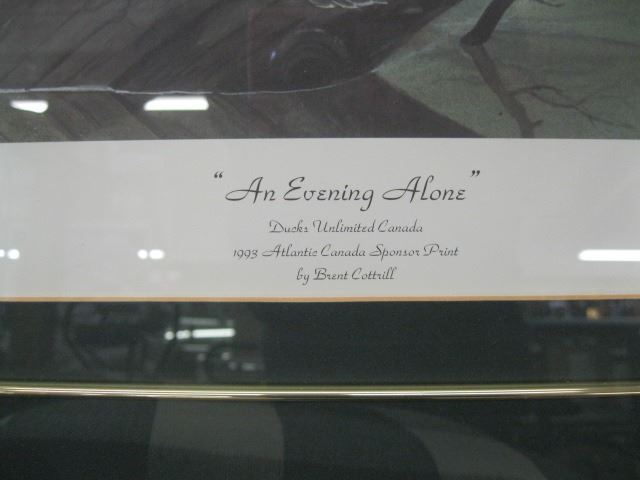 "An Evening Alone"
Ducks Unlimited Canada
1993 Atlantic Canada Sponsor Print
by Brent Cottrill